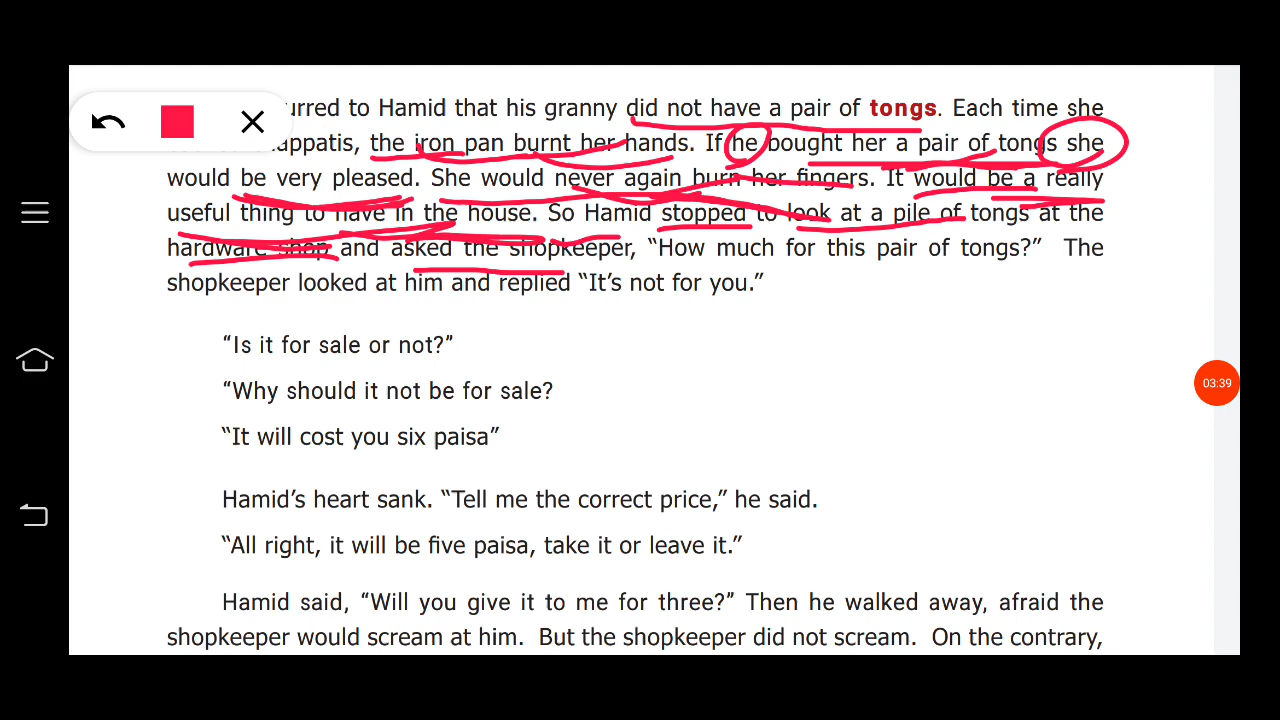 urred to Hamid that his granny did not have a pair of tongs. Each time she
the iron pan burnt her hands. If he bought her a pair of tongs she
would be very pleased. She would never again burn her fingers. It would be a really
useful thing to have in the house. So Hamid stopped to look at a pile of tongs at the
hardware shop and asked the shopkeeper, “How much for this pair of tongs?” The
shopkeeper looked at him and replied “It’s not for you.”
“Is it for sale or not?”
“Why should it not be for sale?
“It will cost you six paisa”
Hamid’s heart sank. “Tell me the correct price,” he said.
“All right, it will be five paisa, take it or leave it.”
Hamid said, “Will you give it to me for three?” Then he walked away, afraid the
shopkeeper would scream at him. But the shopkeeper did not scream. On the contrary,
03:39